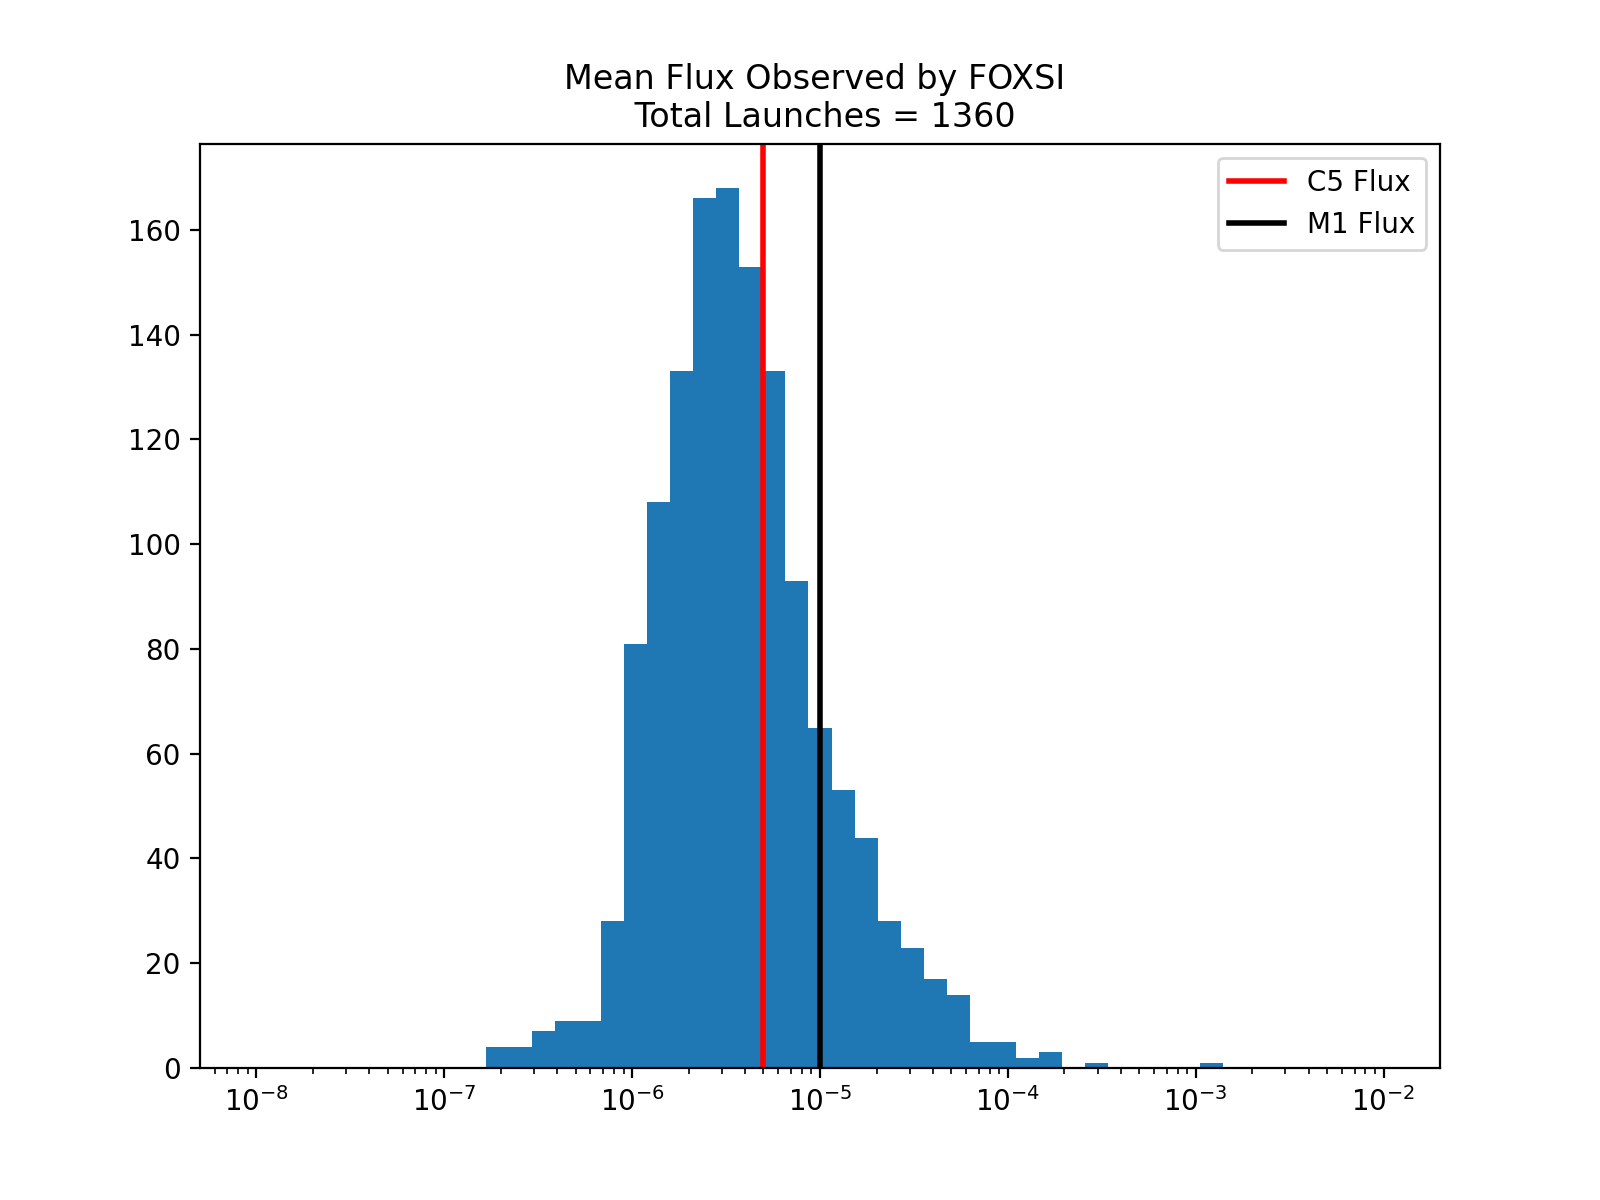 Mean Flux Observed by FOXSI
Total Launches = 1360
C5 Flux
M1 Flux
160
140
120
100
80
60
40
20
0
10⁻⁸ 10⁻⁷ 10⁻⁶ 10⁻⁵ 10⁻⁴ 10⁻³ 10⁻²